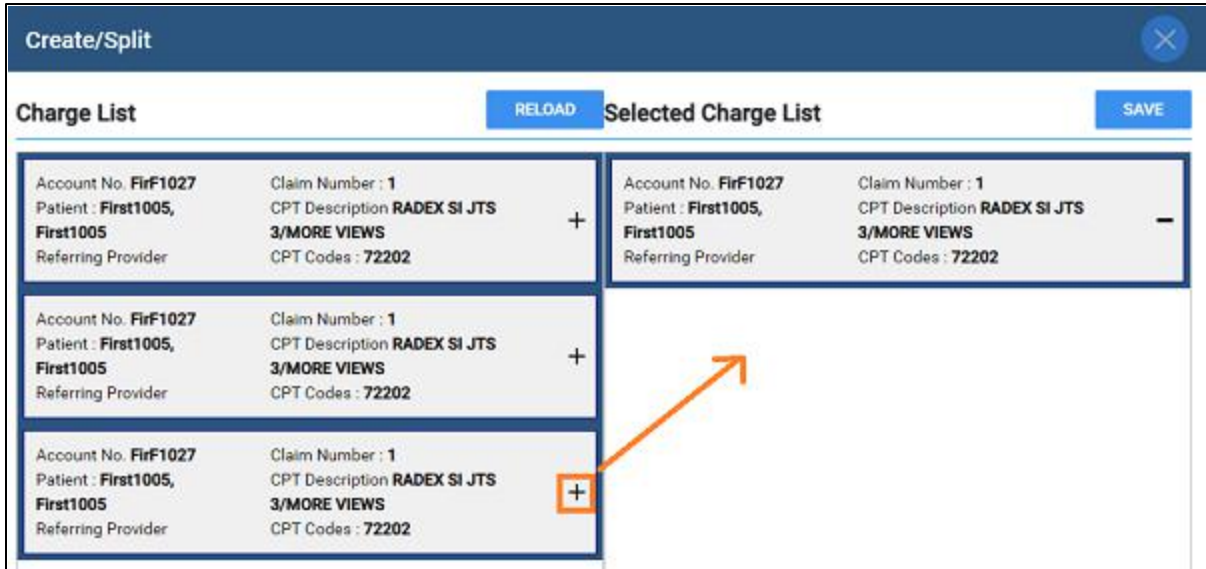 Create/Split
Charge List
RELOAD
Selected Charge List
SAVE
Account No. FirF1027
Patient : First1005,
First1005
Referring Provider
Claim Number : 1
CPT Description RADEX SI JTS
3/MORE VIEWS
CPT Codes : 72202
+
Account No. FirF1027
Patient : First1005,
First1005
Referring Provider
Claim Number : 1
CPT Description RADEX SI JTS
3/MORE VIEWS
CPT Codes : 72202
+
Account No. FirF1027
Patient : First1005,
First1005
Referring Provider
Claim Number : 1
CPT Description RADEX SI JTS
3/MORE VIEWS
CPT Codes : 72202
+
Account No. FirF1027
Patient : First1005,
First1005
Referring Provider
Claim Number : 1
CPT Description RADEX SI JTS
3/MORE VIEWS
CPT Codes : 72202
-